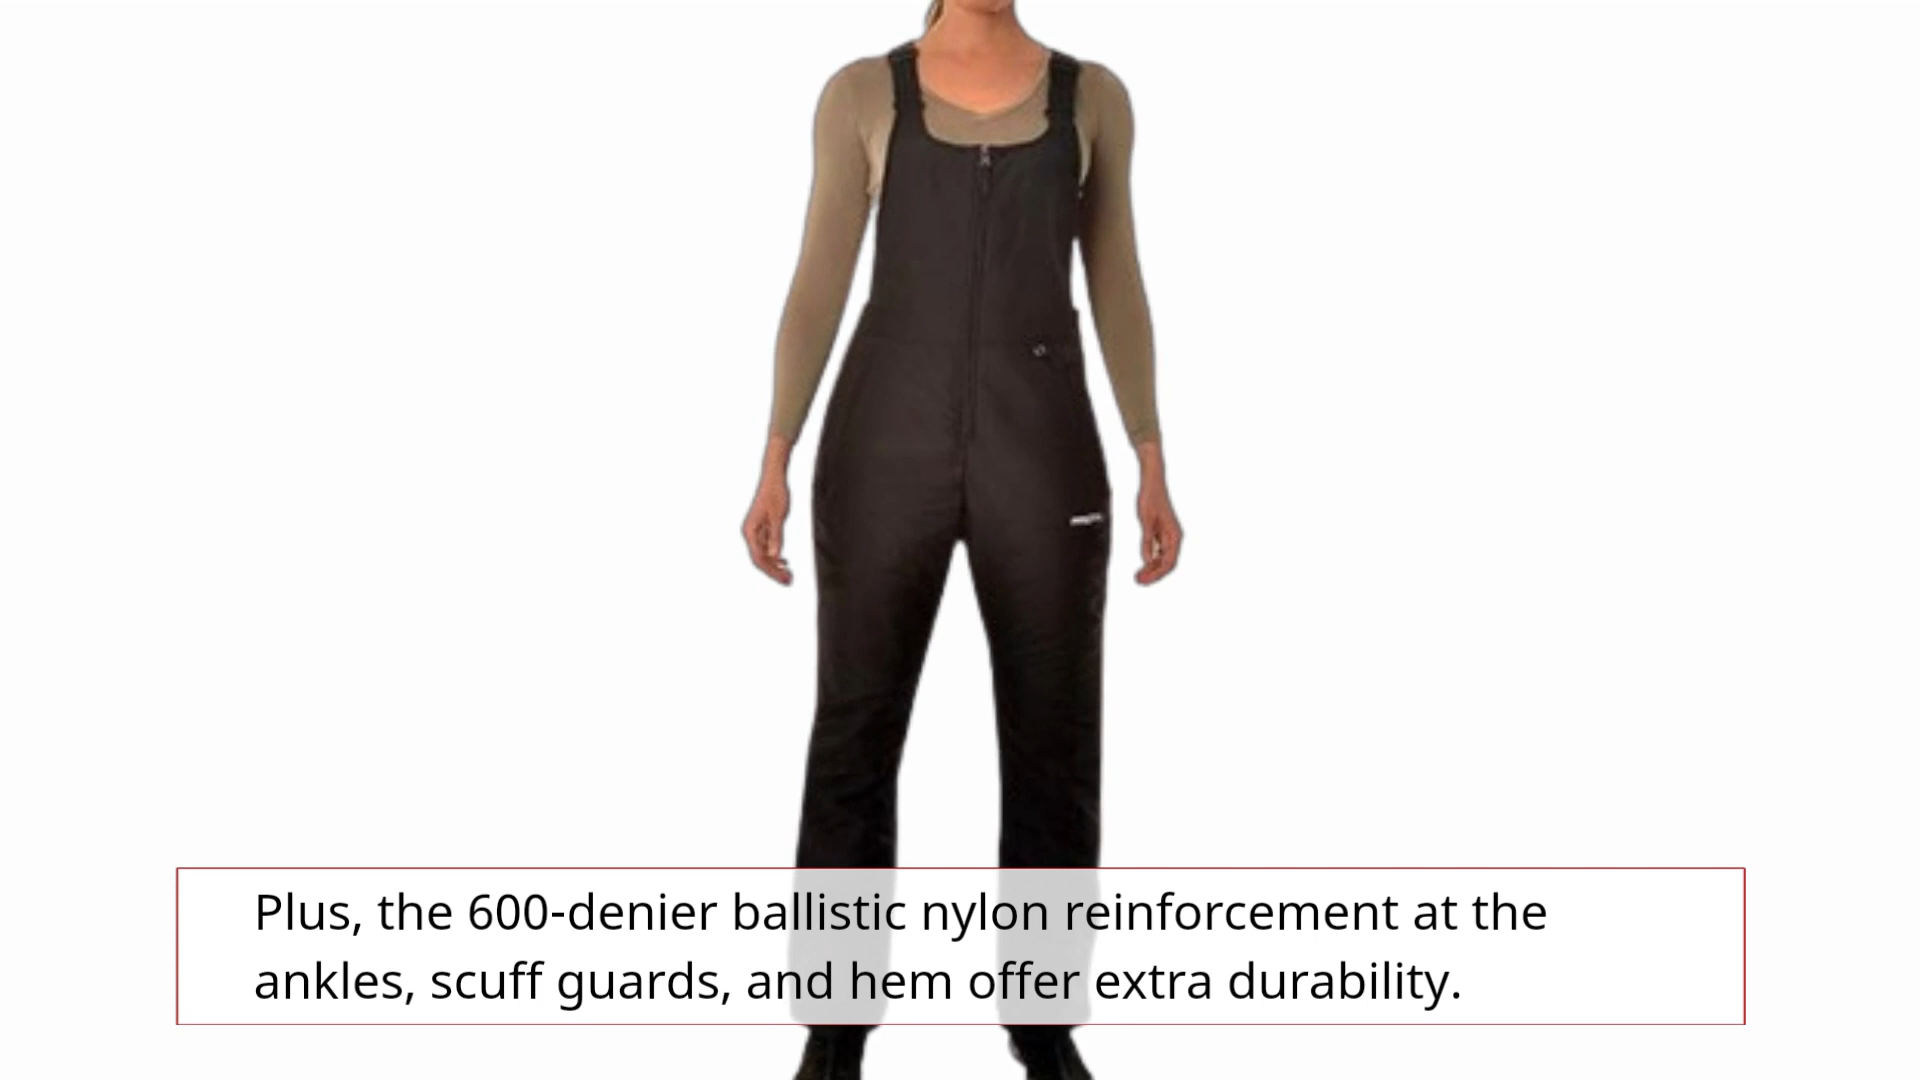 Plus, the 600-denier ballistic nylon reinforcement at the
ankles, scuff guards, and hem offer extra durability.